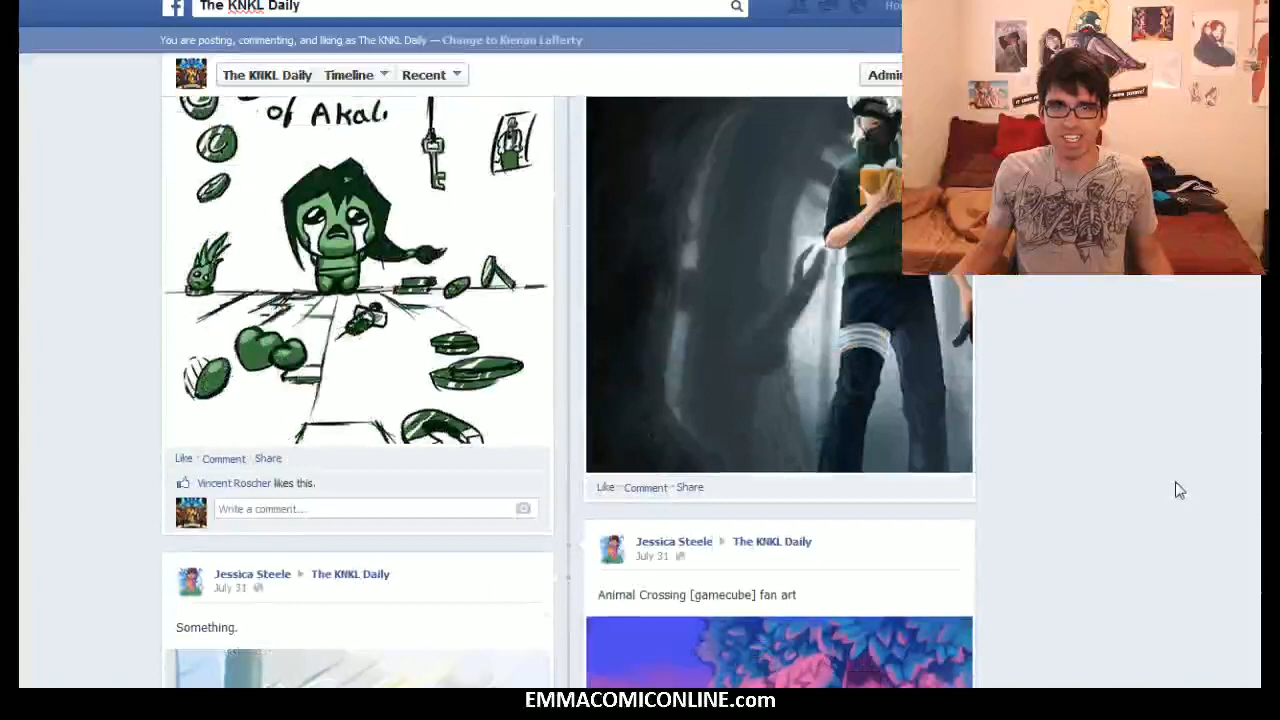 The KNKL Daily
You are posting, commenting, and liking as The KNKL Daily — Change to Kienan Lafferty
The KNKL Daily Timeline Recent
of Akali
Like · Comment · Share
Vincent Roscher likes this.
Write a comment...
Jessica Steele The KNKL Daily
July 31
Something.
Like · Comment · Share
Jessica Steele The KNKL Daily
July 31
Animal Crossing [gamecube] fan art
EMMACOMICONLINE.com